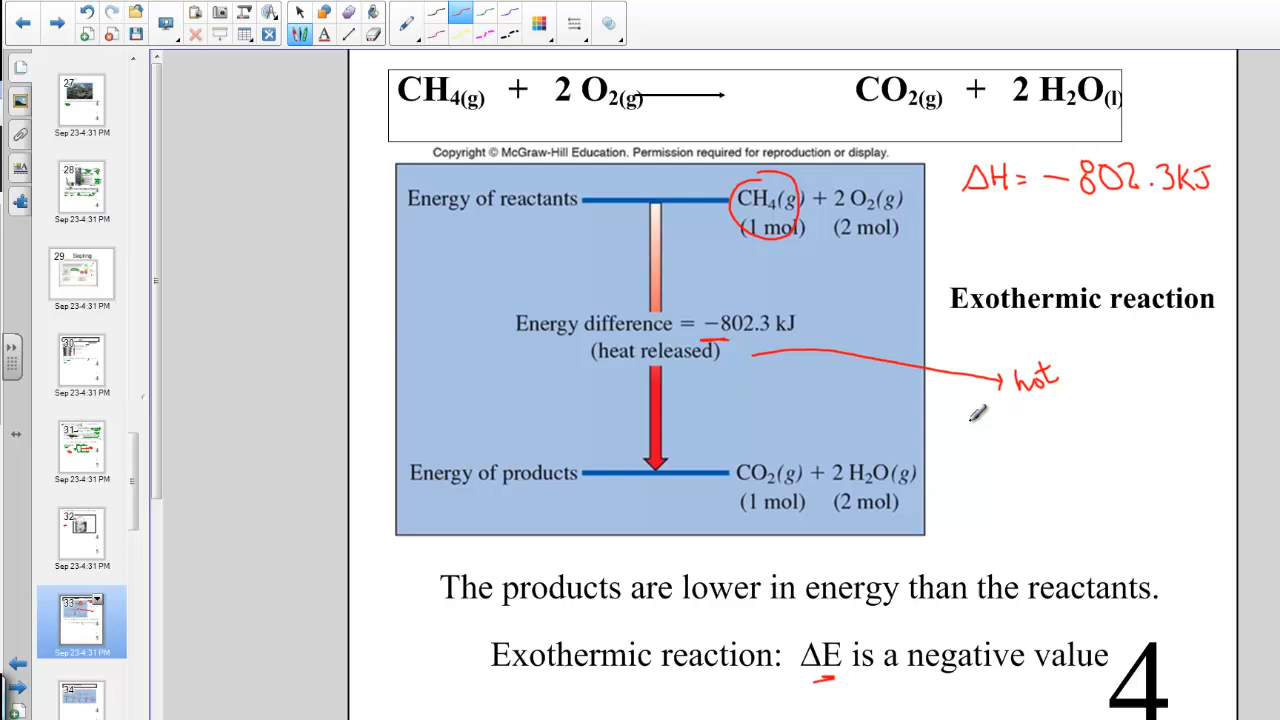 CH₄(g) + 2 O₂(g) ⟶ CO₂(g) + 2 H₂O(l)
Copyright © McGraw-Hill Education. Permission required for reproduction or display.
ΔH = − 802.3KJ
Energy of reactants CH₄(g) + 2 O₂(g)
(1 mol) (2 mol)
Exothermic reaction
Energy difference = −802.3 kJ
(heat released)
hot
Energy of products CO₂(g) + 2 H₂O(g)
(1 mol) (2 mol)
The products are lower in energy than the reactants.
Exothermic reaction: ΔE is a negative value
4
27
Sep 23-4:31 PM
28
Sep 23-4:31 PM
29
Sep 23-4:31 PM
30
Sep 23-4:31 PM
31
Sep 23-4:31 PM
32
Sep 23-4:31 PM
33
Sep 23-4:31 PM
34